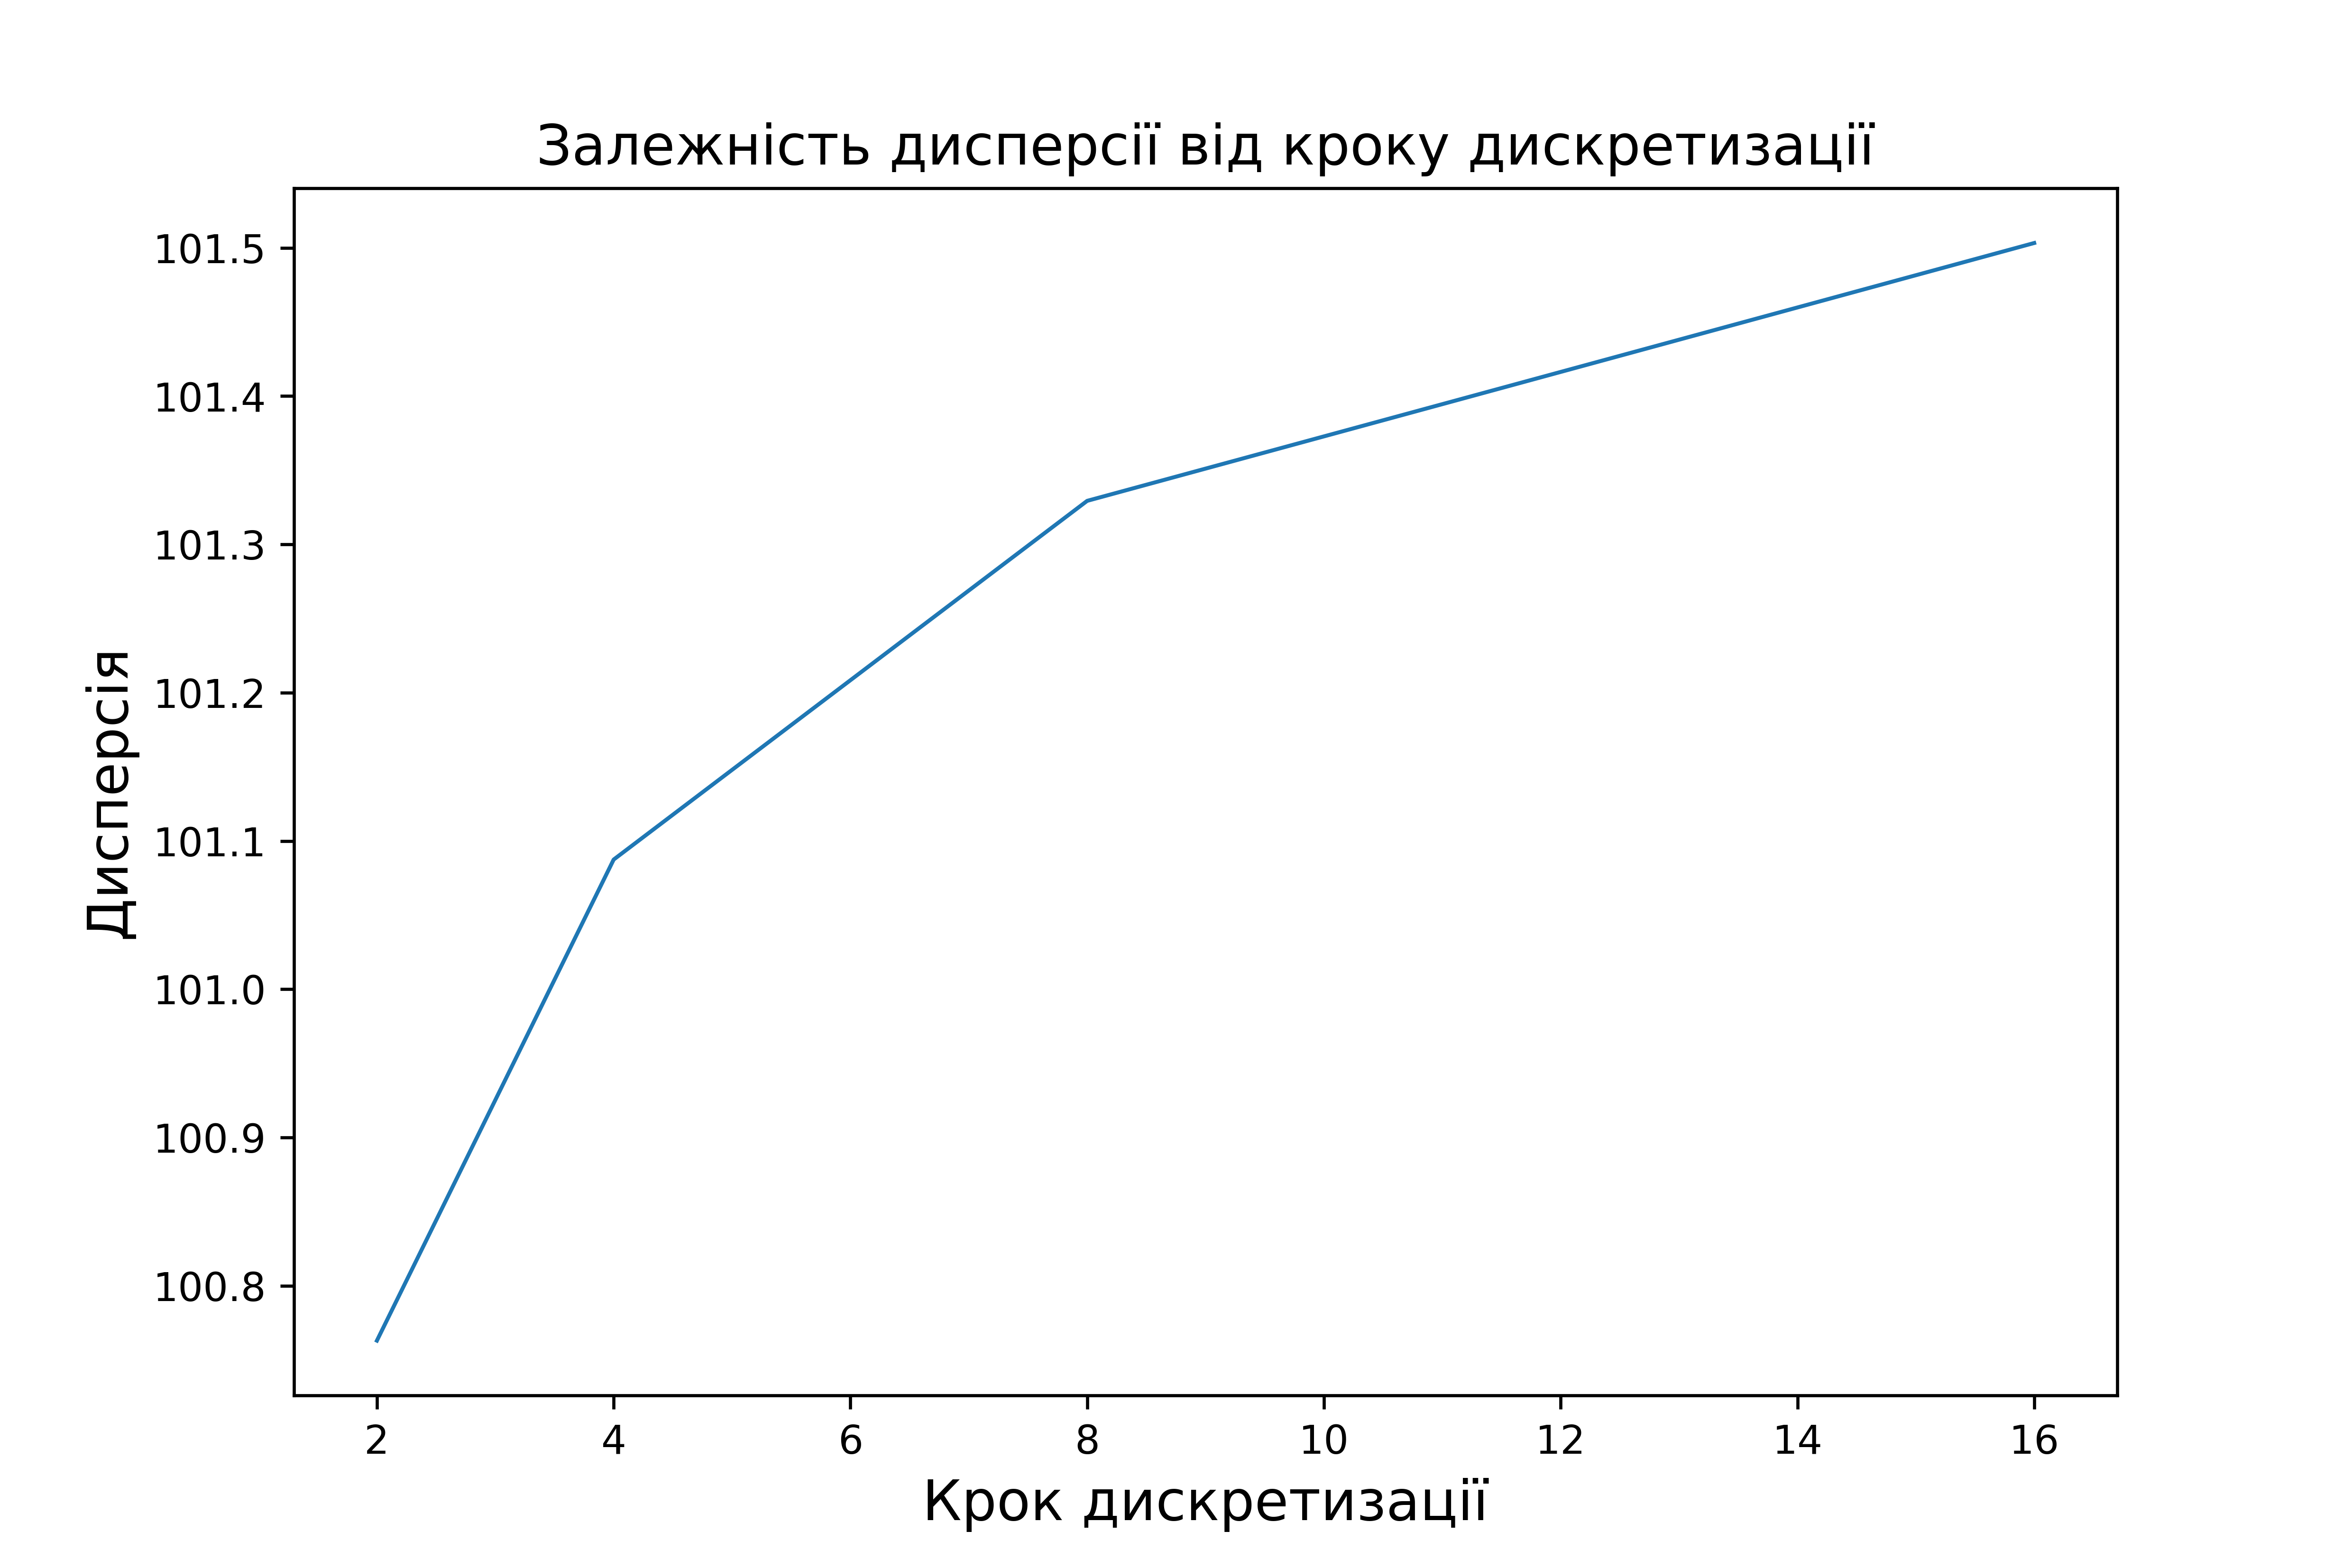 Залежність дисперсії від кроку дискретизації
101.5
101.4
101.3
101.2
101.1
101.0
100.9
100.8
Дисперсія
2 4 6 8 10 12 14 16
Крок дискретизації